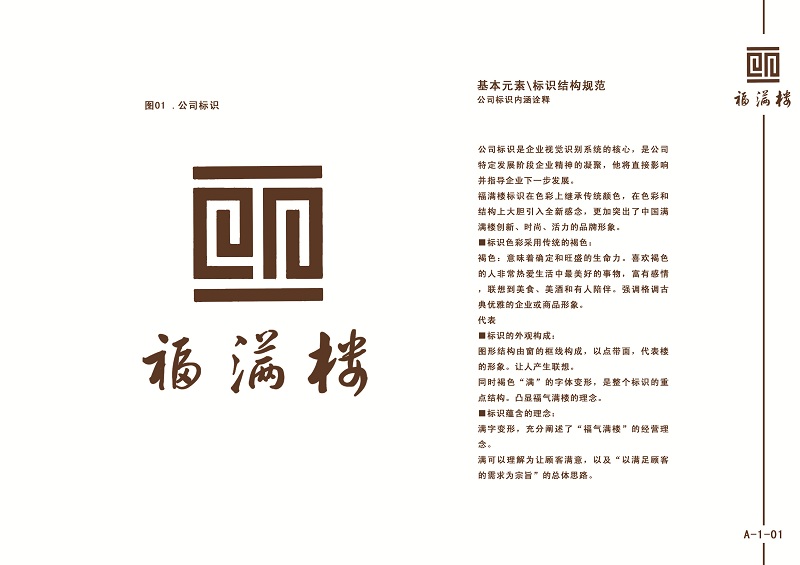 图01 .公司标识
福满楼
基本元素\标识结构规范
公司标识内涵诠释
公司标识是企业视觉识别系统的核心，是公司
特定发展阶段企业精神的凝聚，他将直接影响
并指导企业下一步发展。
福满楼标识在色彩上继承传统颜色，在色彩和
结构上大胆引入全新感念，更加突出了中国满
满楼创新、时尚、活力的品牌形象。
■标识色彩采用传统的褐色：
褐色：意味着确定和旺盛的生命力。喜欢褐色
的人非常热爱生活中最美好的事物，富有感情
，联想到美食、美酒和有人陪伴。强调格调古
典优雅的企业或商品形象。
代表
■标识的外观构成：
图形结构由窗的框线构成，以点带面，代表楼
的形象。让人产生联想。
同时褐色“满”的字体变形，是整个标识的重
点结构。凸显福气满楼的理念。
■标识蕴含的理念：
满字变形，充分阐述了“福气满楼”的经营理
念。
满可以理解为让顾客满意，以及“以满足顾客
的需求为宗旨”的总体思路。
福满楼
A-1-01